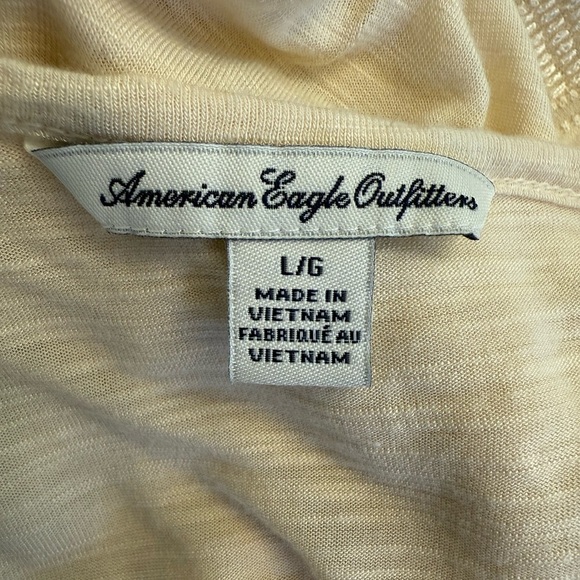 American Eagle Outfitters
L/G
MADE IN
VIETNAM
FABRIQUÉ AU
VIETNAM